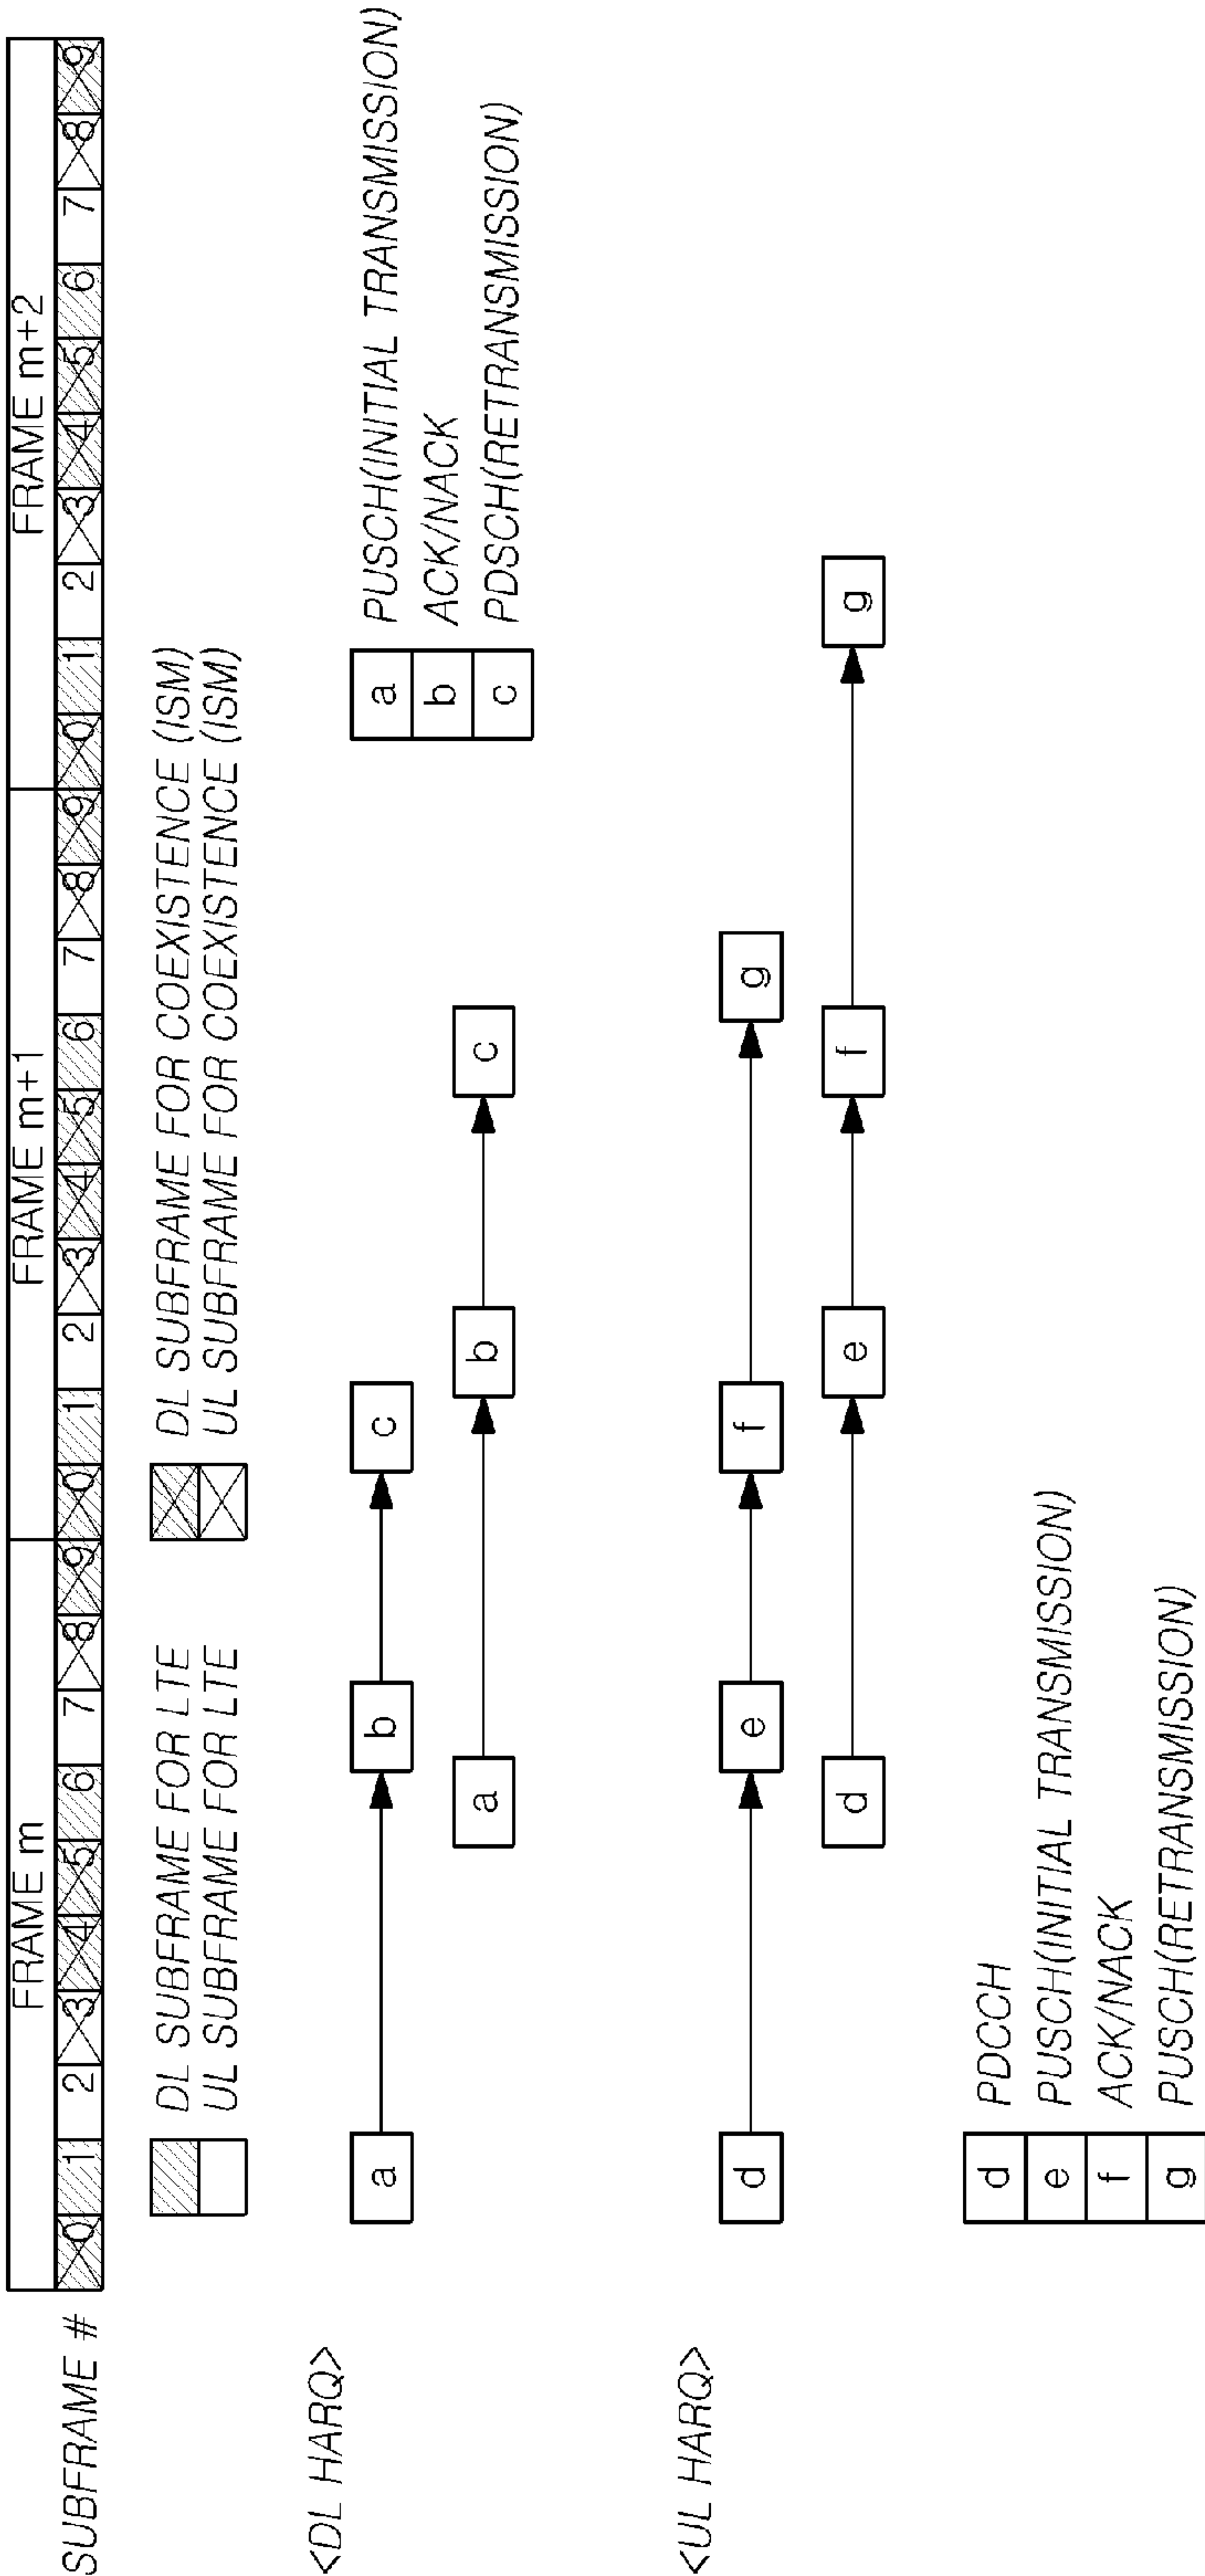 FRAME m FRAME m+1 FRAME m+2
SUBFRAME # 0 1 2 3 4 5 6 7 8 9 0 1 2 3 4 5 6 7 8 9 0 1 2 3 4 5 6 7 8 9
DL SUBFRAME FOR LTE
UL SUBFRAME FOR LTE
DL SUBFRAME FOR COEXISTENCE (ISM)
UL SUBFRAME FOR COEXISTENCE (ISM)
<DL HARQ>
a b c
a b c
a PUSCH(INITIAL TRANSMISSION)
b ACK/NACK
c PDSCH(RETRANSMISSION)
<UL HARQ>
d e f g
d e f g
d PDCCH
e PUSCH(INITIAL TRANSMISSION)
f ACK/NACK
g PUSCH(RETRANSMISSION)